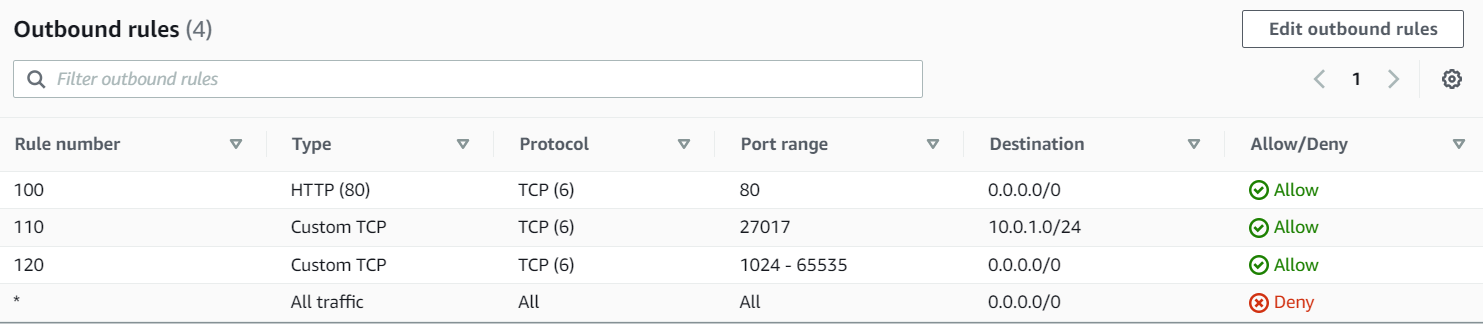 Outbound rules (4)
Edit outbound rules
Filter outbound rules
1
Rule number Type Protocol Port range Destination Allow/Deny
100 HTTP (80) TCP (6) 80 0.0.0.0/0 Allow
110 Custom TCP TCP (6) 27017 10.0.1.0/24 Allow
120 Custom TCP TCP (6) 1024 - 65535 0.0.0.0/0 Allow
* All traffic All All 0.0.0.0/0 Deny